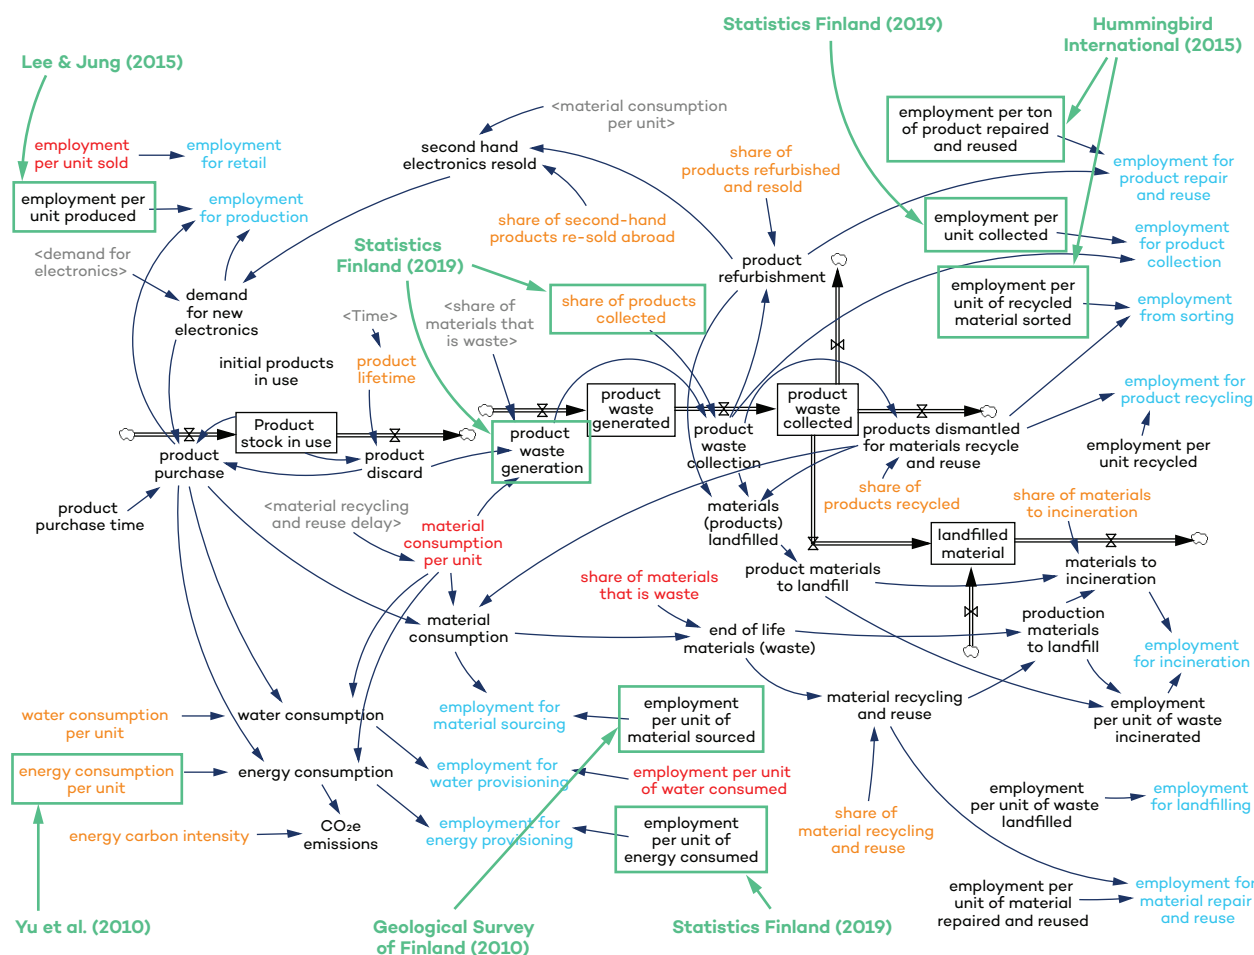 Statistics Finland (2019)
Hummingbird
International (2015)
Lee & Jung (2015)
<material consumption
per unit>
employment per ton
of product repaired
and reused
employment
per unit sold
employment
for retail
second hand
electronics resold
share of
products refurbished
and resold
employment for
product repair
and reuse
employment per
unit produced
employment
for production
share of second-hand
products re-sold abroad
employment per
unit collected
employment
for product
collection
<demand for
electronics>
Statistics
Finland (2019)
product
refurbishment
demand
for new
electronics
<share of
materials that
is waste>
share of products
collected
employment per
unit of recycled
material sorted
employment
from sorting
<Time>
initial products
in use
product
lifetime
employment for
product recycling
product
waste
generated
product
waste
collected
Product
stock in use
product
waste
generation
product
waste
collection
products dismantled
for materials recycle
and reuse
employment per
unit recycled
product
purchase
product
discard
share of
products recycled
share of materials
to incineration
product
purchase time
<material recycling
and reuse delay>
material
consumption
per unit
materials
(products)
landfilled
landfilled
material
product materials
to landfill
materials to
incineration
share of materials
that is waste
material
consumption
end of life
materials (waste)
production
materials
to landfill
employment
for incineration
water consumption
per unit
water consumption
employment for
material sourcing
employment
per unit of
material sourced
material recycling
and reuse
employment
per unit of waste
incinerated
energy consumption
per unit
energy consumption
employment for
water provisioning
employment per unit
of water consumed
employment
per unit of waste
landfilled
employment
for landfilling
energy carbon intensity
CO₂e
emissions
employment for
energy provisioning
employment
per unit of
energy consumed
share of
material recycling
and reuse
employment per
unit of material
repaired and reused
employment for
material repair
and reuse
Yu et al. (2010)
Geological Survey
of Finland (2010)
Statistics Finland (2019)